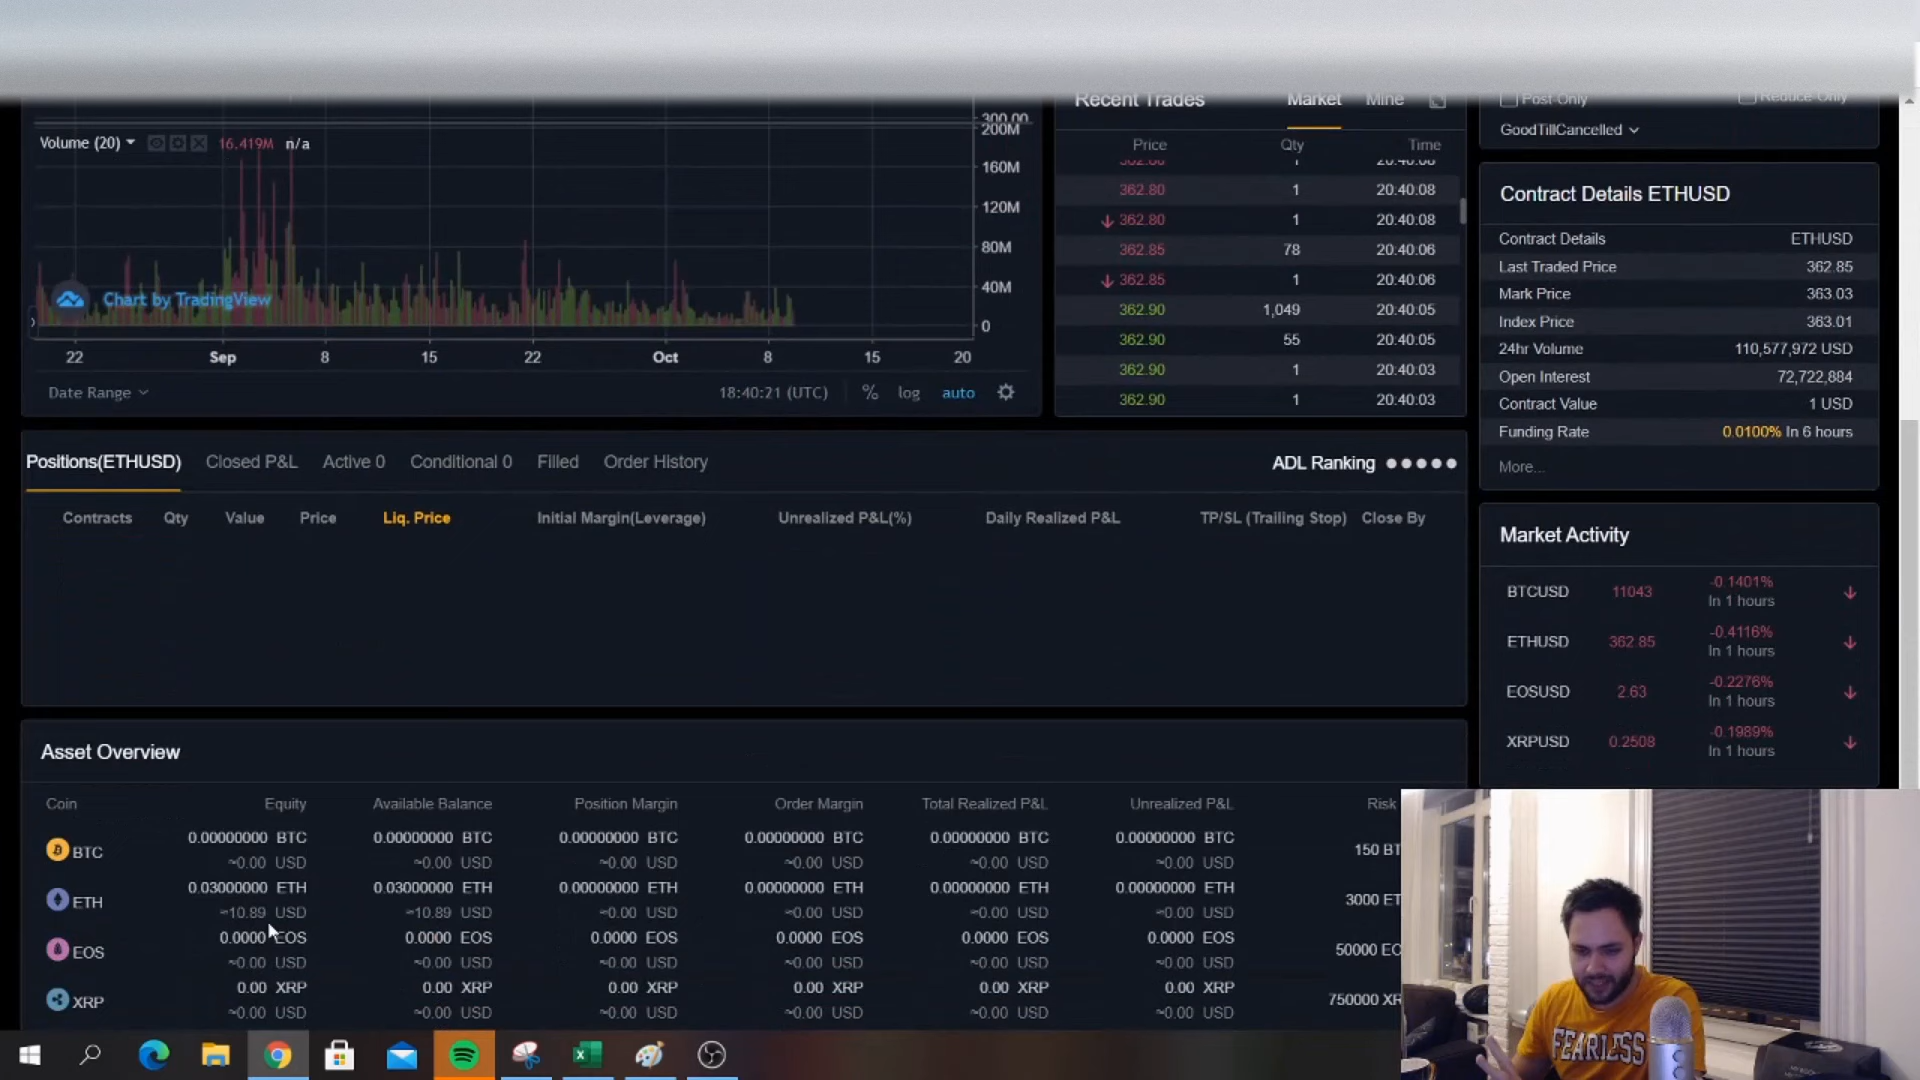 Recent Trades Market Mine
Post-Only Reduce-Only
GoodTillCancelled
300.00
200M
Volume (20) 16.419M n/a
160M
120M
80M
40M
0
Chart by TradingView
22 Sep 8 15 22 Oct 8 15 20
Date Range 18:40:21 (UTC) % log auto
Price Qty Time
362.80 1 20:40:08
362.80 1 20:40:08
362.80 1 20:40:08
362.85 78 20:40:06
362.85 1 20:40:06
362.90 1,049 20:40:05
362.90 55 20:40:05
362.90 1 20:40:03
362.90 1 20:40:03
Contract Details ETHUSD
Contract Details ETHUSD
Last Traded Price 362.85
Mark Price 363.03
Index Price 363.01
24hr Volume 110,577,972 USD
Open Interest 72,722,884
Contract Value 1 USD
Funding Rate 0.0100% In 6 hours
More...
Positions(ETHUSD) Closed P&L Active 0 Conditional 0 Filled Order History ADL Ranking
Contracts Qty Value Price Liq. Price Initial Margin(Leverage) Unrealized P&L(%) Daily Realized P&L TP/SL (Trailing Stop) Close By
Market Activity
BTCUSD 11043 -0.1401%
In 1 hours
ETHUSD 362.85 -0.4116%
In 1 hours
EOSUSD 2.63 -0.2276%
In 1 hours
XRPUSD 0.2508 -0.1989%
In 1 hours
Asset Overview
Coin Equity Available Balance Position Margin Order Margin Total Realized P&L Unrealized P&L Risk
BTC 0.00000000 BTC 0.00000000 BTC 0.00000000 BTC 0.00000000 BTC 0.00000000 BTC 0.00000000 BTC 150 BT
≈0.00 USD ≈0.00 USD ≈0.00 USD ≈0.00 USD ≈0.00 USD ≈0.00 USD
ETH 0.03000000 ETH 0.03000000 ETH 0.00000000 ETH 0.00000000 ETH 0.00000000 ETH 0.00000000 ETH 3000 ET
≈10.89 USD ≈10.89 USD ≈0.00 USD ≈0.00 USD ≈0.00 USD ≈0.00 USD
EOS 0.0000 EOS 0.0000 EOS 0.0000 EOS 0.0000 EOS 0.0000 EOS 0.0000 EOS 50000 EO
≈0.00 USD ≈0.00 USD ≈0.00 USD ≈0.00 USD ≈0.00 USD ≈0.00 USD
XRP 0.00 XRP 0.00 XRP 0.00 XRP 0.00 XRP 0.00 XRP 0.00 XRP 750000 XR
≈0.00 USD ≈0.00 USD ≈0.00 USD ≈0.00 USD ≈0.00 USD ≈0.00 USD
FEARLESS